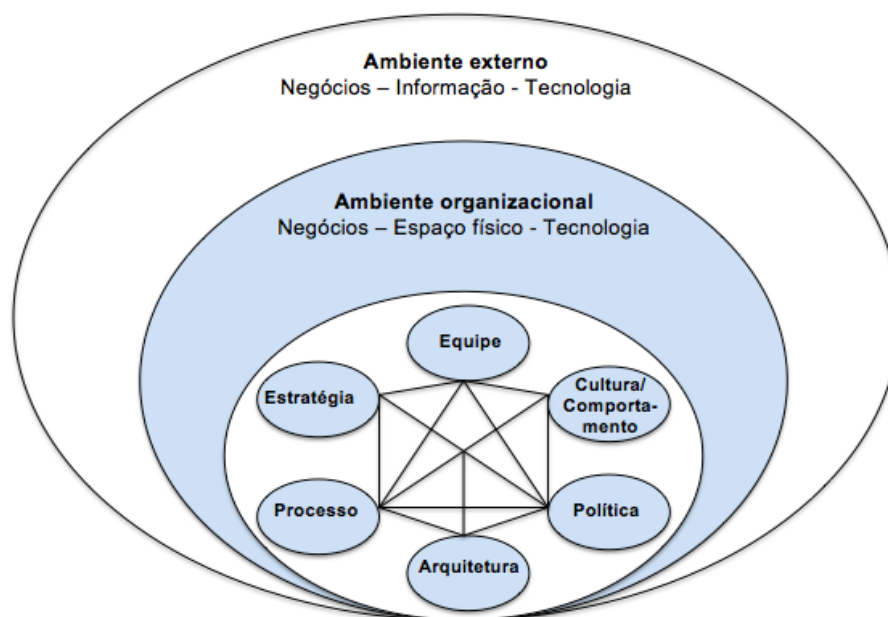 Ambiente externo
Negócios – Informação - Tecnologia
Ambiente organizacional
Negócios – Espaço físico - Tecnologia
Equipe
Estratégia
Cultura/
Comporta-
mento
Processo
Política
Arquitetura